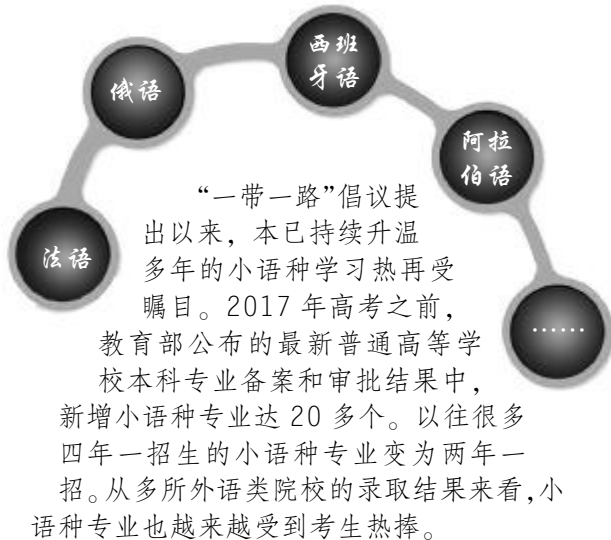 西班
牙语
俄语
阿拉
伯语
法语
……
“一带一路”倡议提
出以来，本已持续升温
多年的小语种学习热再受
瞩目。2017年高考之前，
教育部公布的最新普通高等学
校本科专业备案和审批结果中，
新增小语种专业达20多个。以往很多
四年一招生的小语种专业变为两年一
招。从多所外语类院校的录取结果来看，小
语种专业也越来越受到考生热捧。